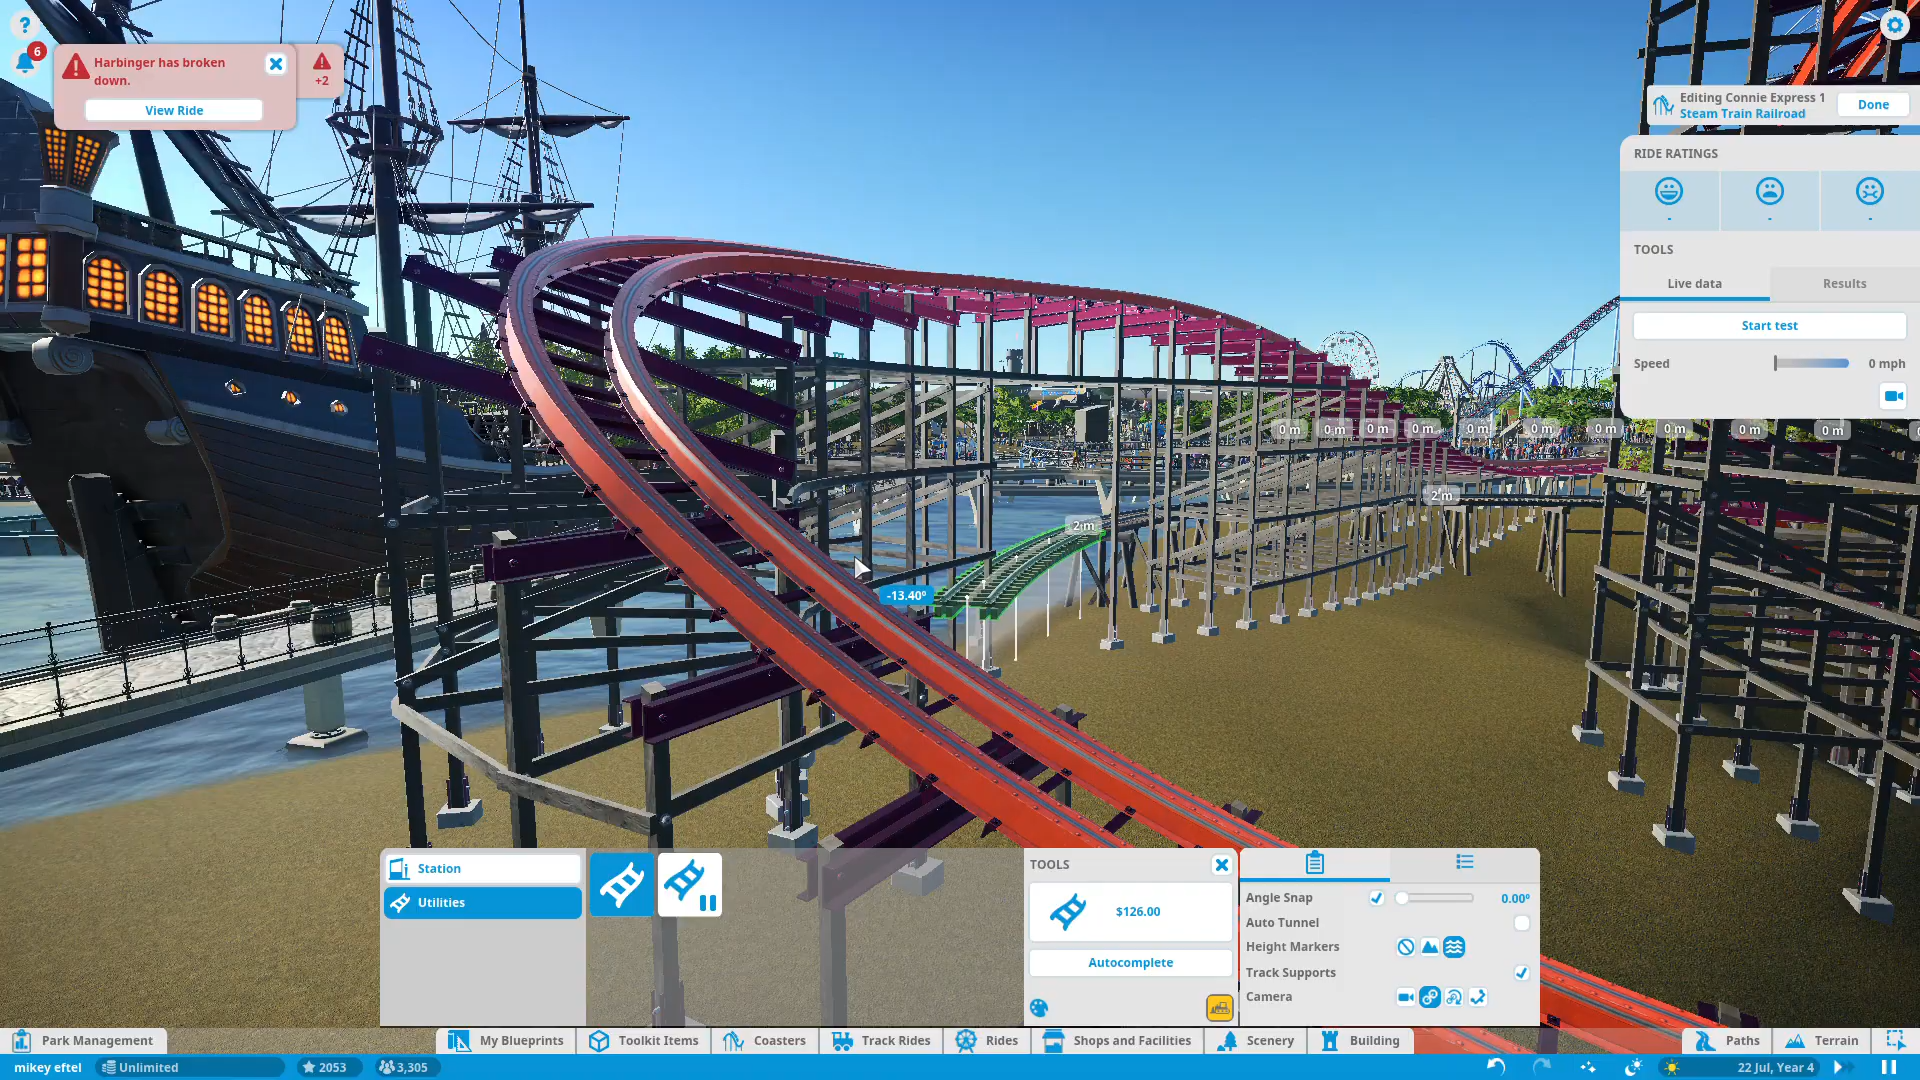 ?
6
Harbinger has broken
down.
View Ride
+2
Editing Connie Express 1
Steam Train Railroad
Done
RIDE RATINGS
-
-
-
TOOLS
Live data
Results
Start test
Speed
0 mph
0 m
0 m
0 m
0 m
0 m
0 m
0 m
0 m
0 m
0 m
2 m
2 m
-13.40°
Station
Utilities
TOOLS
$126.00
Autocomplete
Angle Snap
0.00°
Auto Tunnel
Height Markers
Track Supports
Camera
Park Management
My Blueprints
Toolkit Items
Coasters
Track Rides
Rides
Shops and Facilities
Scenery
Building
Paths
Terrain
mikey eftel
Unlimited
2053
3,305
22 Jul, Year 4